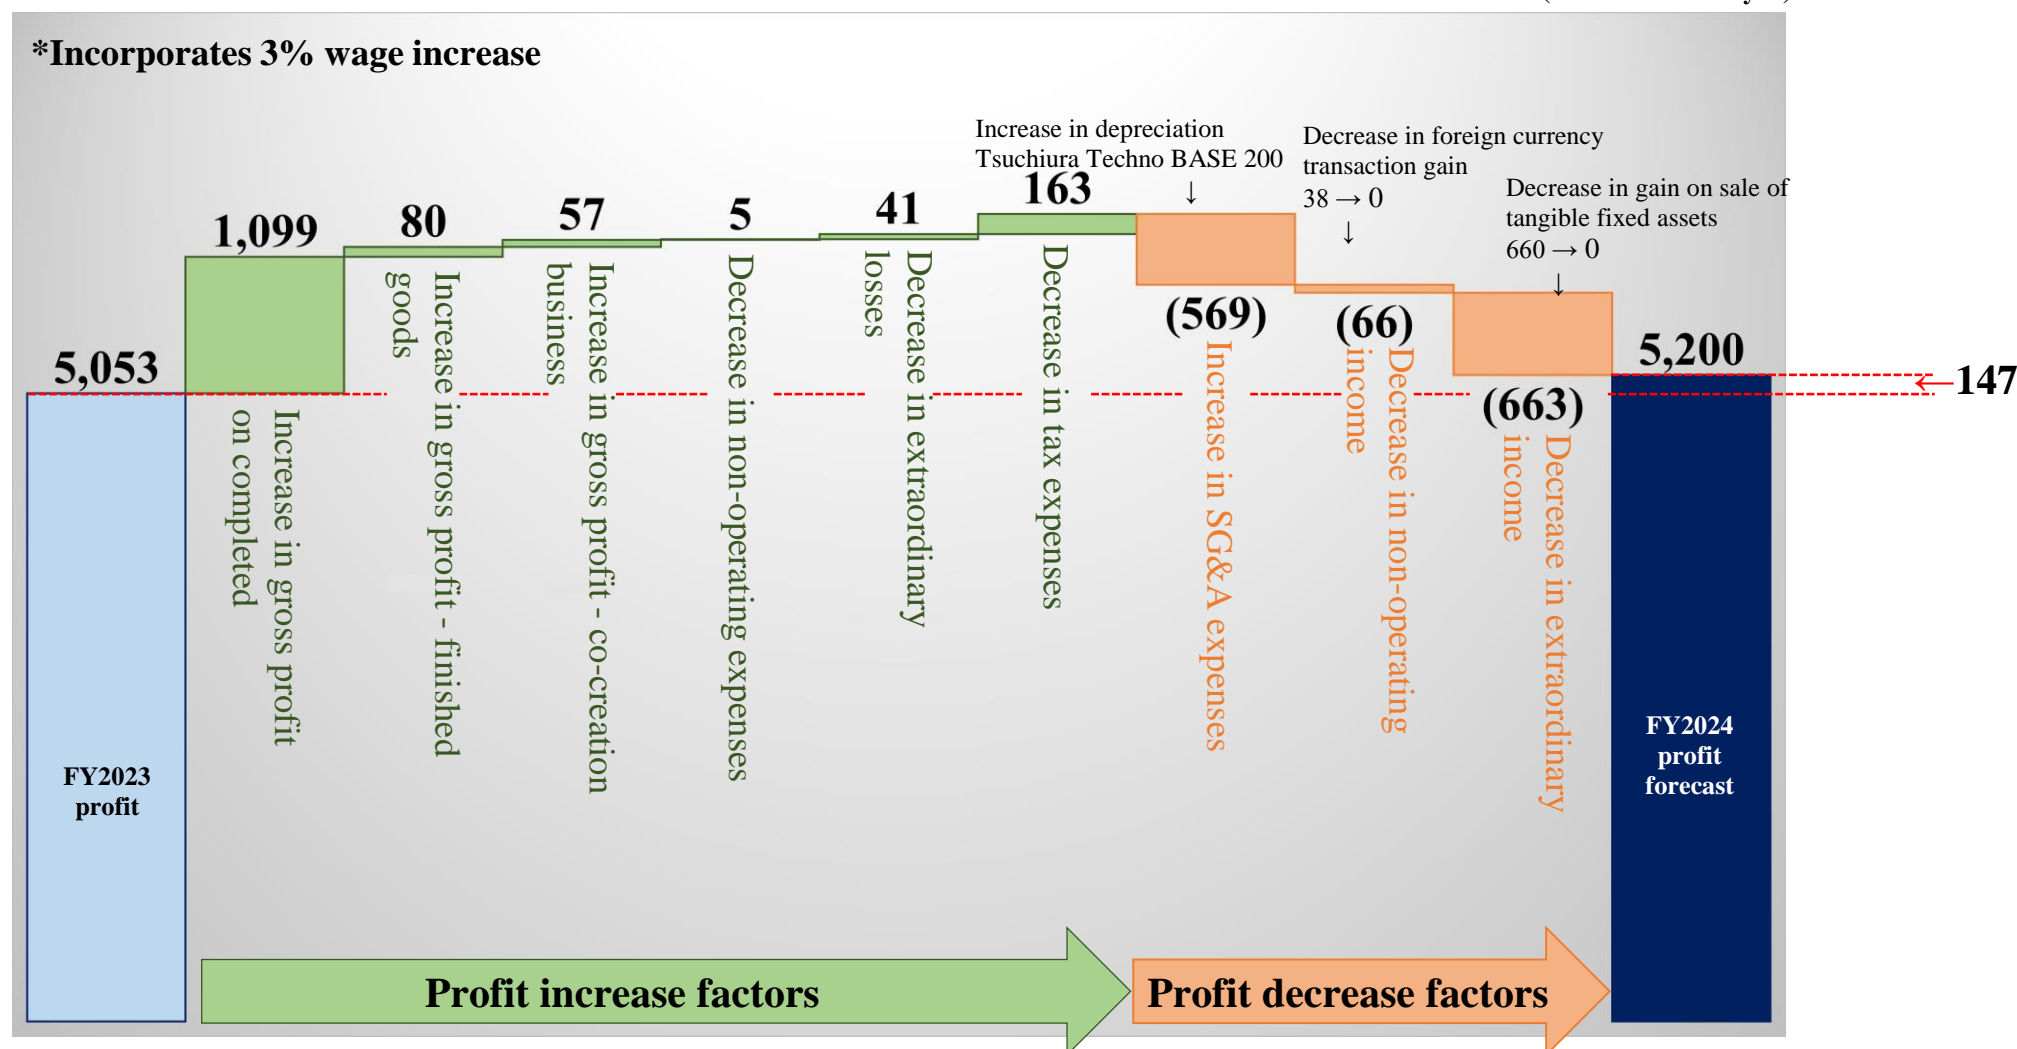 *Incorporates 3% wage increase
Increase in depreciation
Tsuchiura Techno BASE 200
↓
Decrease in foreign currency
transaction gain
38 → 0
↓
Decrease in gain on sale of
tangible fixed assets
660 → 0
↓
5,053
1,099
80
57
5
41
163
(569)
(66)
(663)
5,200
←147
Increase in gross profit
on completed
Increase in gross profit - finished
goods
Increase in gross profit - co-creation
business
Decrease in non-operating expenses
Decrease in extraordinary
losses
Decrease in tax expenses
Increase in SG&A expenses
Decrease in non-operating
income
Decrease in extraordinary
income
FY2023
profit
FY2024
profit
forecast
Profit increase factors
Profit decrease factors